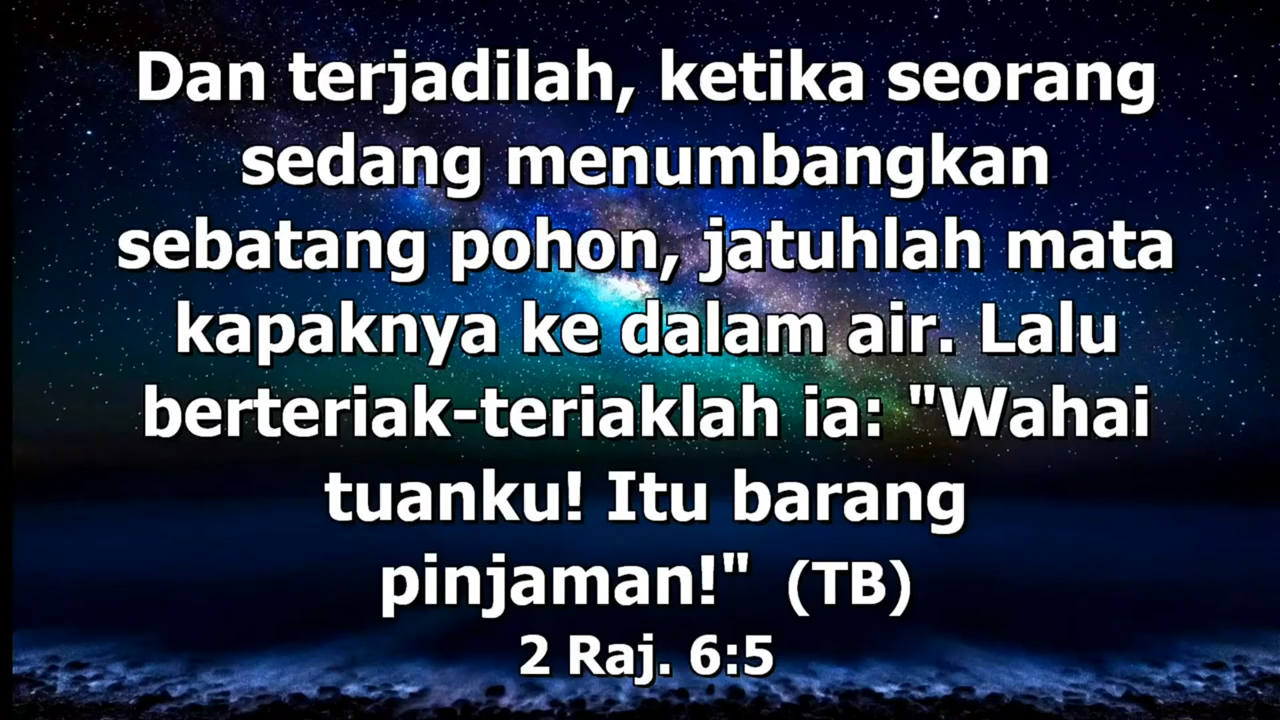 Dan terjadilah, ketika seorang
sedang menumbangkan
sebatang pohon, jatuhlah mata
kapaknya ke dalam air. Lalu
berteriak-teriaklah ia: "Wahai
tuanku! Itu barang
pinjaman!" (TB)
2 Raj. 6:5